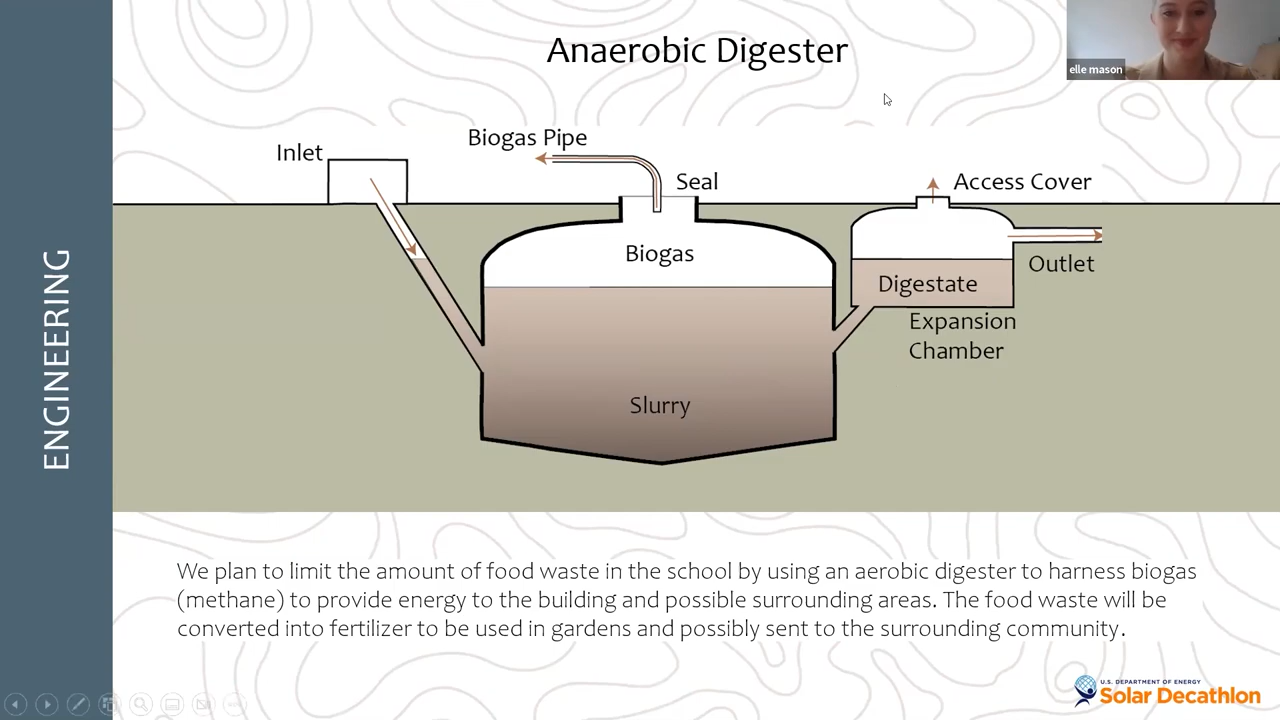 Anaerobic Digester
elle mason
Biogas Pipe
Inlet
Seal
Access Cover
Biogas
Outlet
Digestate
Expansion
Chamber
Slurry
ENGINEERING
We plan to limit the amount of food waste in the school by using an aerobic digester to harness biogas
(methane) to provide energy to the building and possible surrounding areas. The food waste will be
converted into fertilizer to be used in gardens and possibly sent to the surrounding community.
U.S. DEPARTMENT OF ENERGY
Solar Decathlon